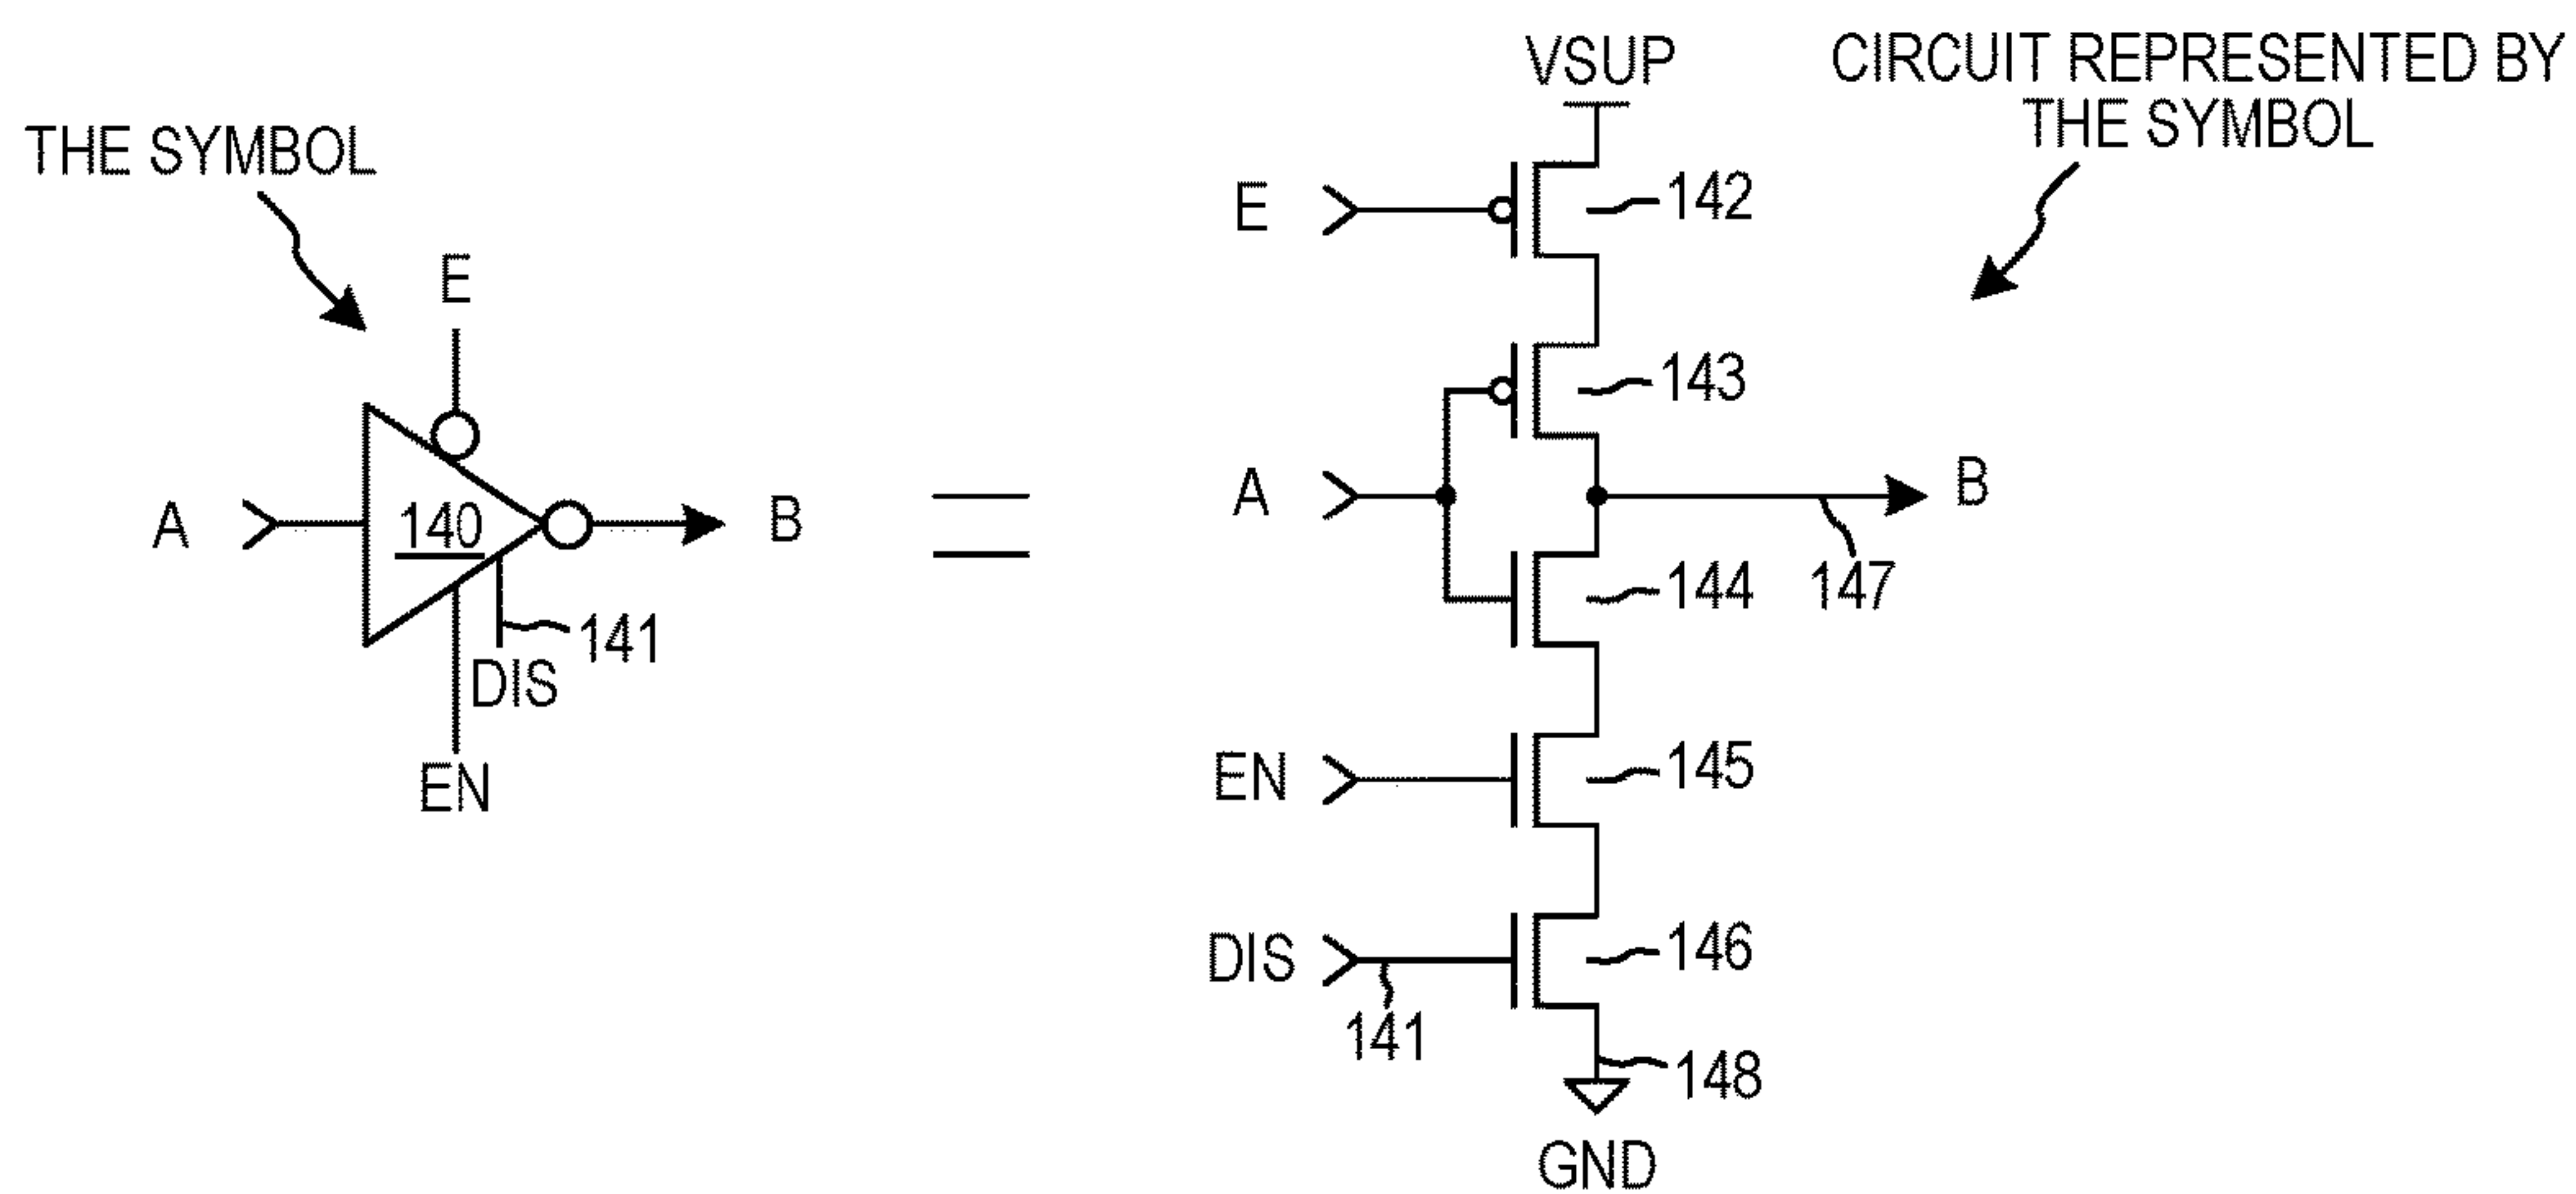 THE SYMBOL
E
A
140
B
141
DIS
EN
VSUP
CIRCUIT REPRESENTED BY
THE SYMBOL
E
142
143
A
B
147
144
EN
145
DIS
141
146
148
GND